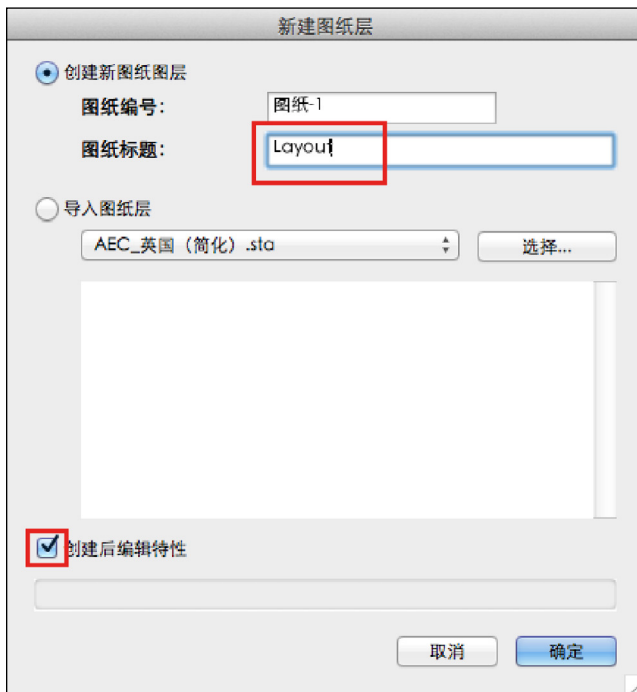 新建图纸层
创建新图纸图层
图纸编号： 图纸-1
图纸标题： Layout
导入图纸层
AEC_英国（简化）.sta 选择...
创建后编辑特性
取消 确定